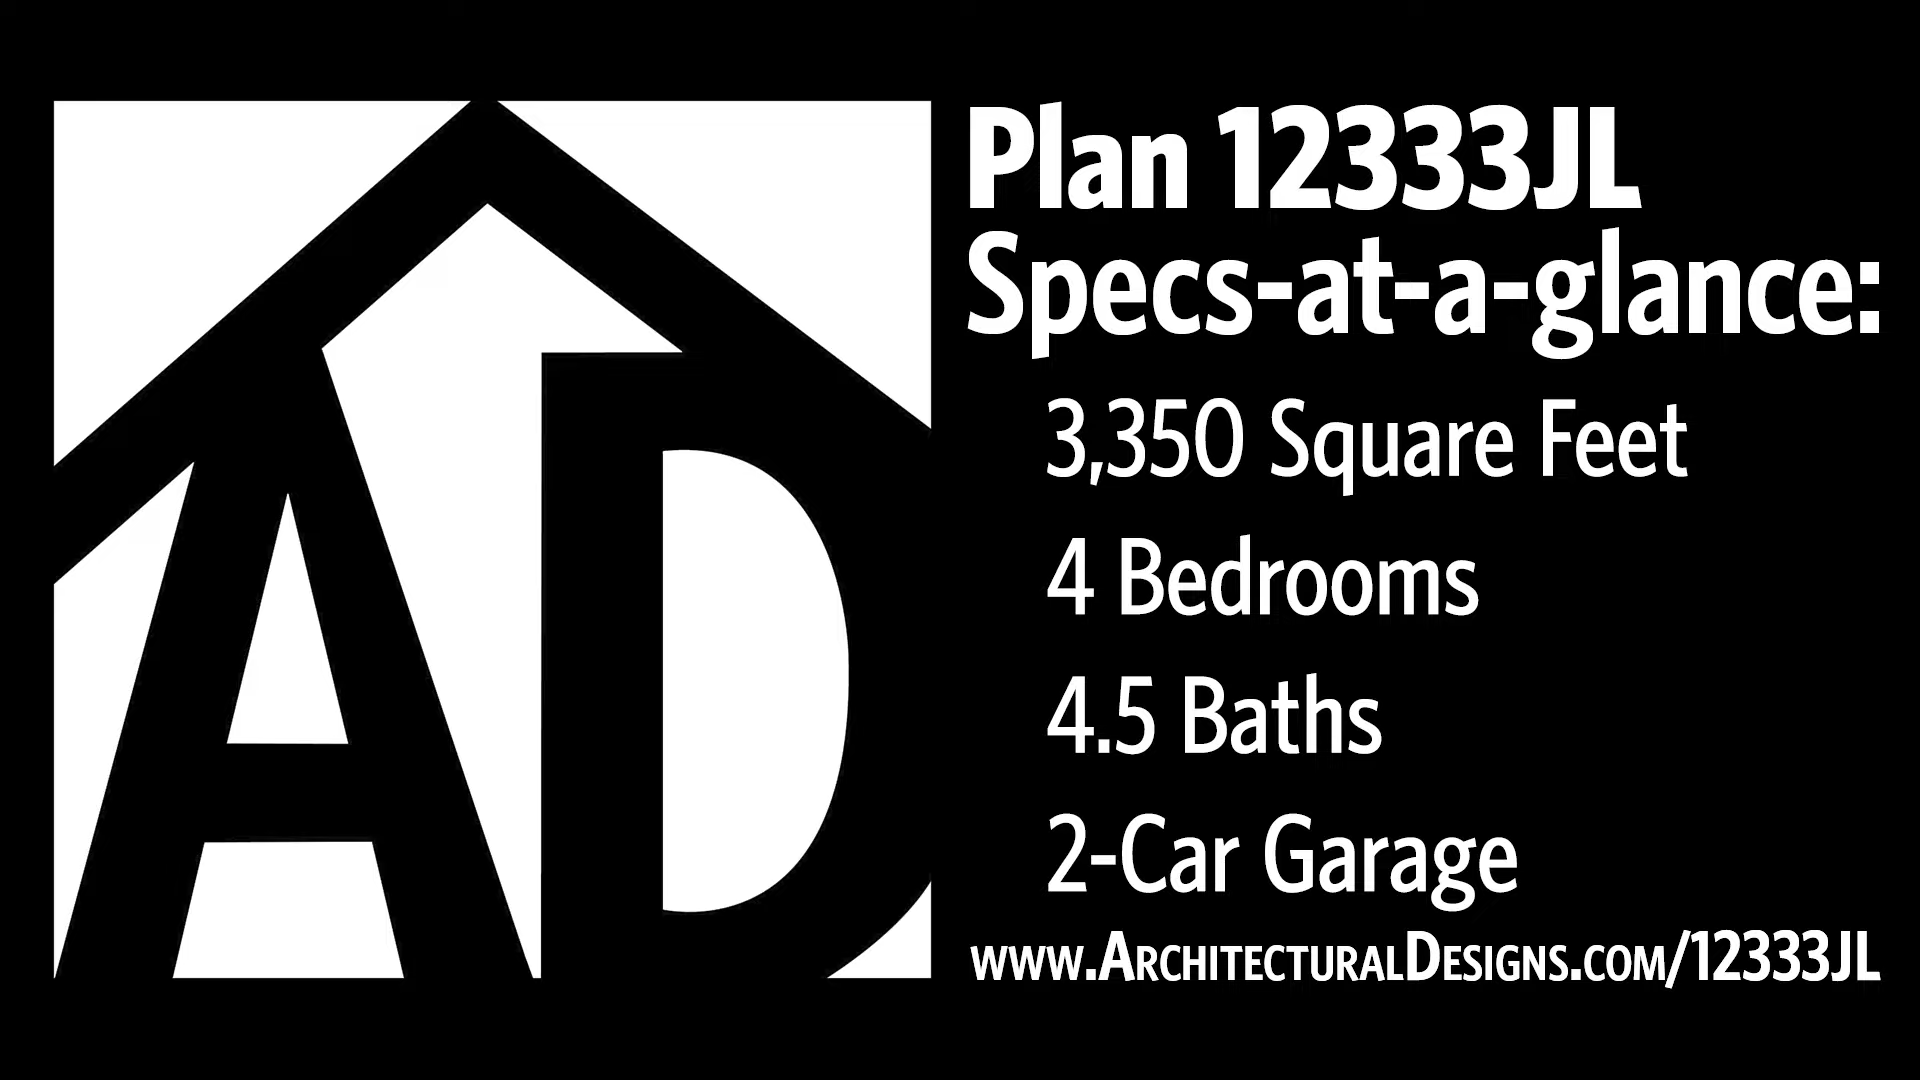 AD
Plan 12333JL
Specs-at-a-glance:
3,350 Square Feet
4 Bedrooms
4.5 Baths
2-Car Garage
www.ArchitecturalDesigns.com/12333JL